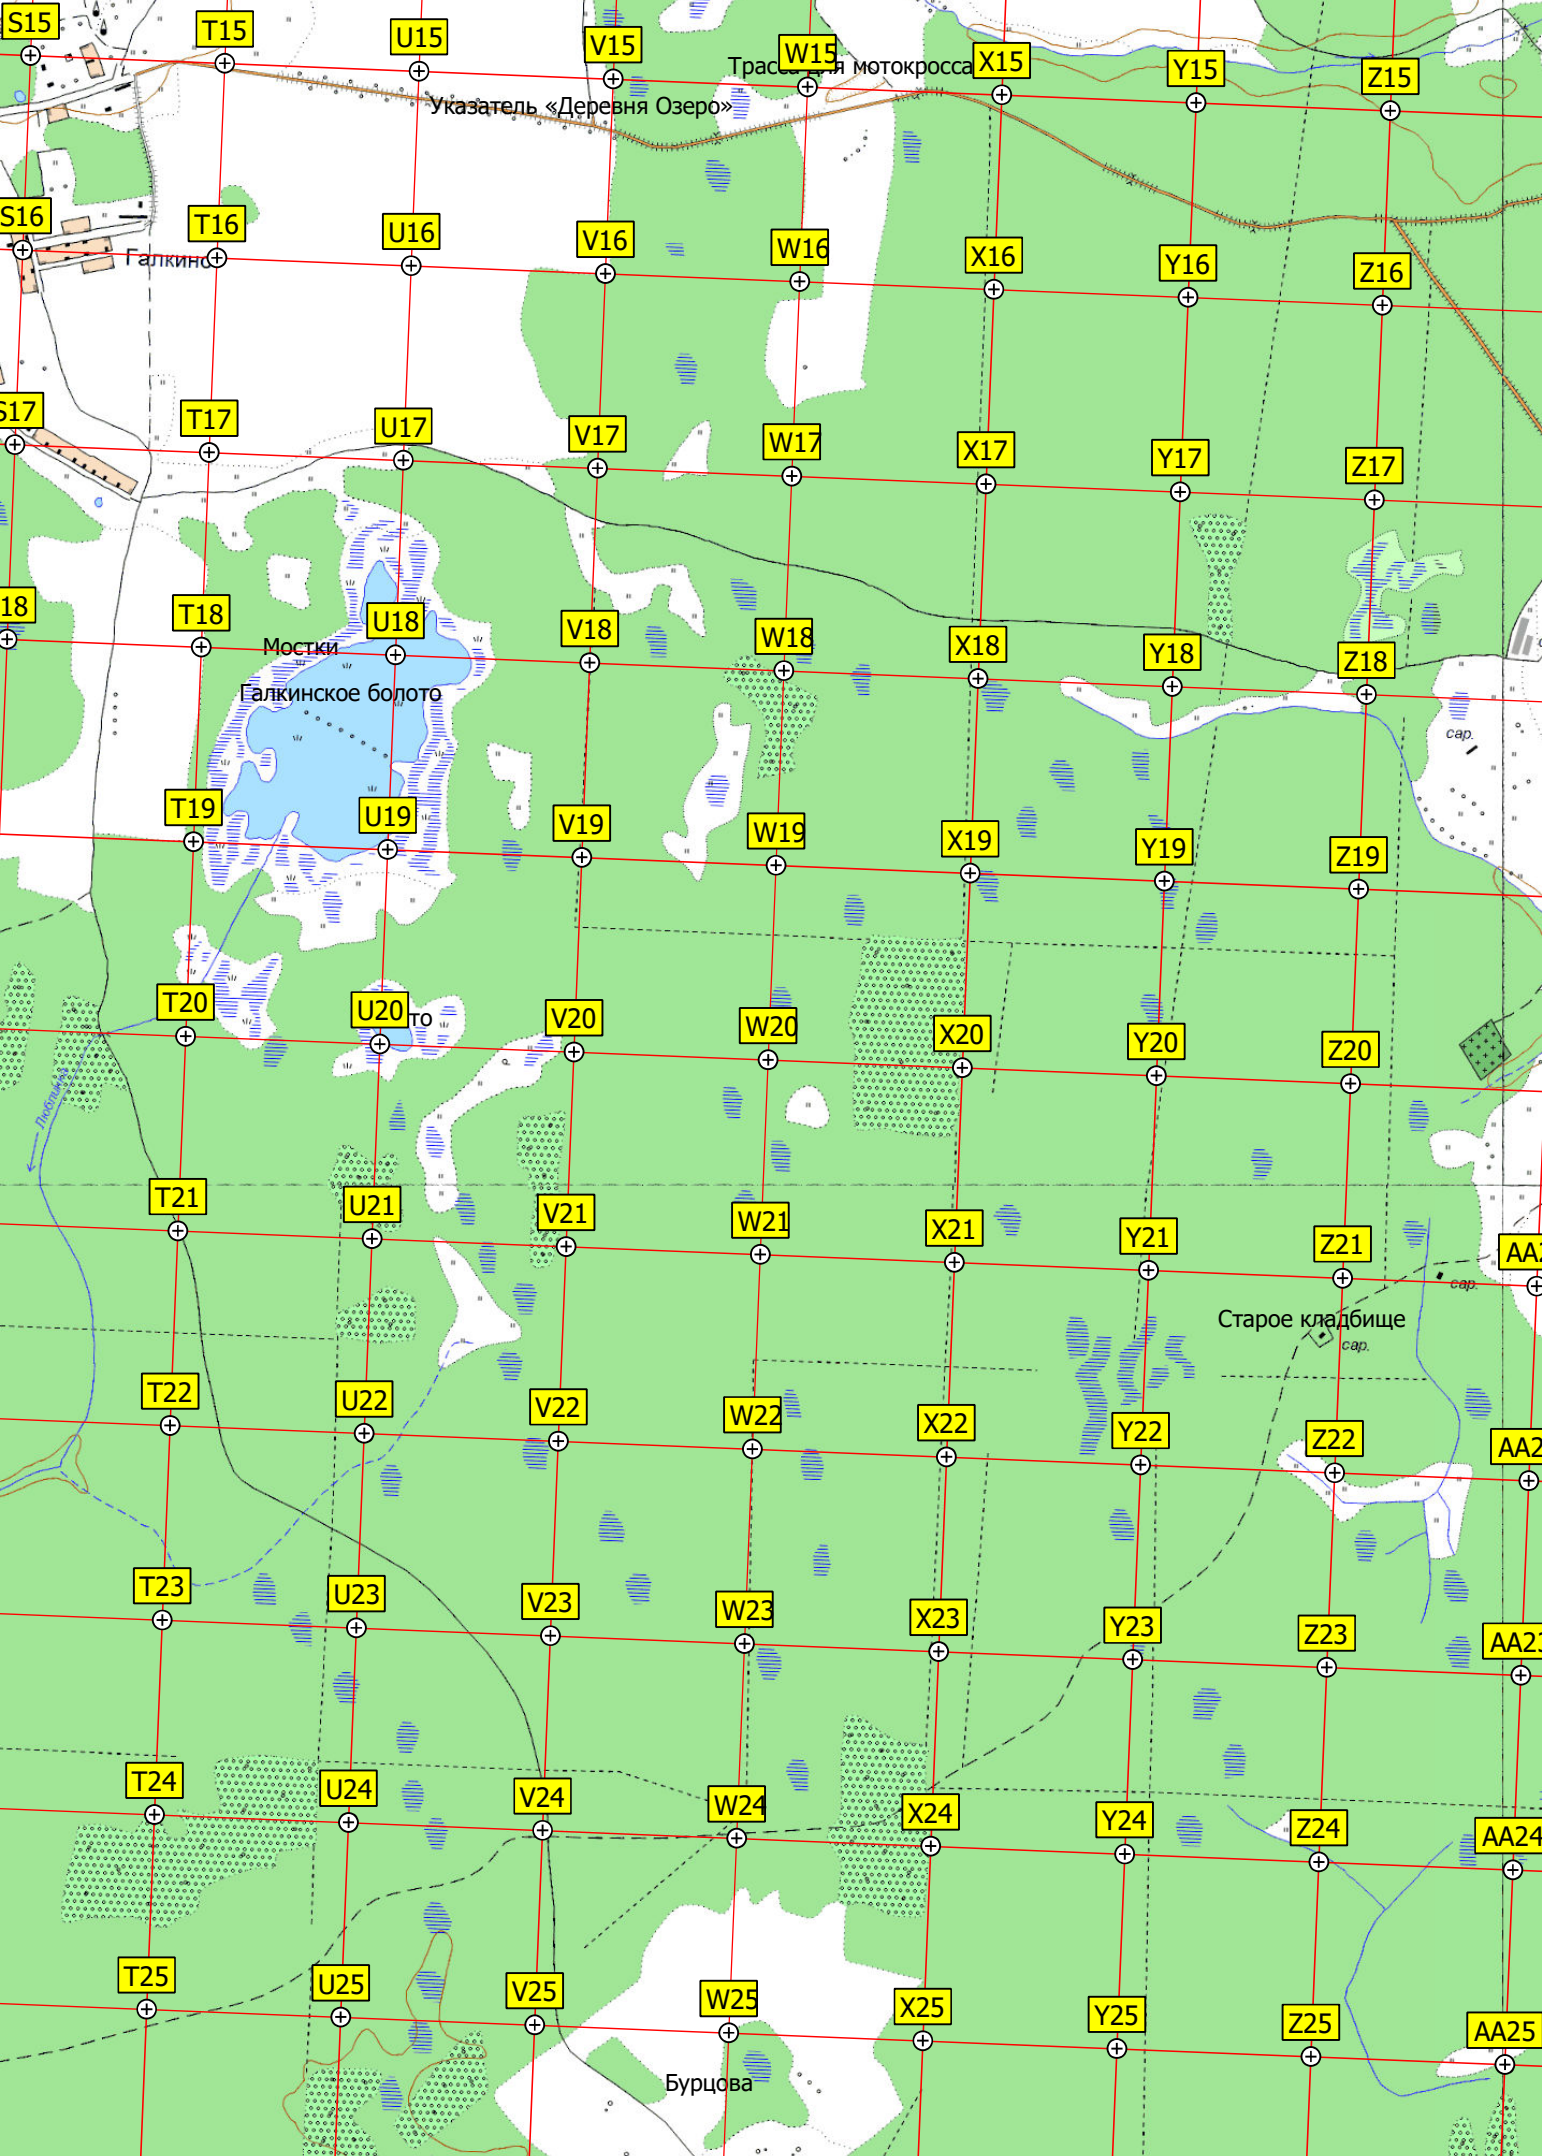 S15 T15 U15 V15 W15 X15 Y15 Z15
Трасса для мотокросса
Указатель «Деревня Озеро»
S16 T16 U16 V16 W16 X16 Y16 Z16
Галкино
S17 T17 U17 V17 W17 X17 Y17 Z17
18 T18 U18 V18 W18 X18 Y18 Z18
Мостки
Галкинское болото
сар.
T19 U19 V19 W19 X19 Y19 Z19
T20 U20 V20 W20 X20 Y20 Z20
то
T21 U21 V21 W21 X21 Y21 Z21 AA2
сар.
Старое кладбище
сар.
T22 U22 V22 W22 X22 Y22 Z22 AA2
T23 U23 V23 W23 X23 Y23 Z23 AA23
T24 U24 V24 W24 X24 Y24 Z24 AA24
T25 U25 V25 W25 X25 Y25 Z25 AA25
Бурцова